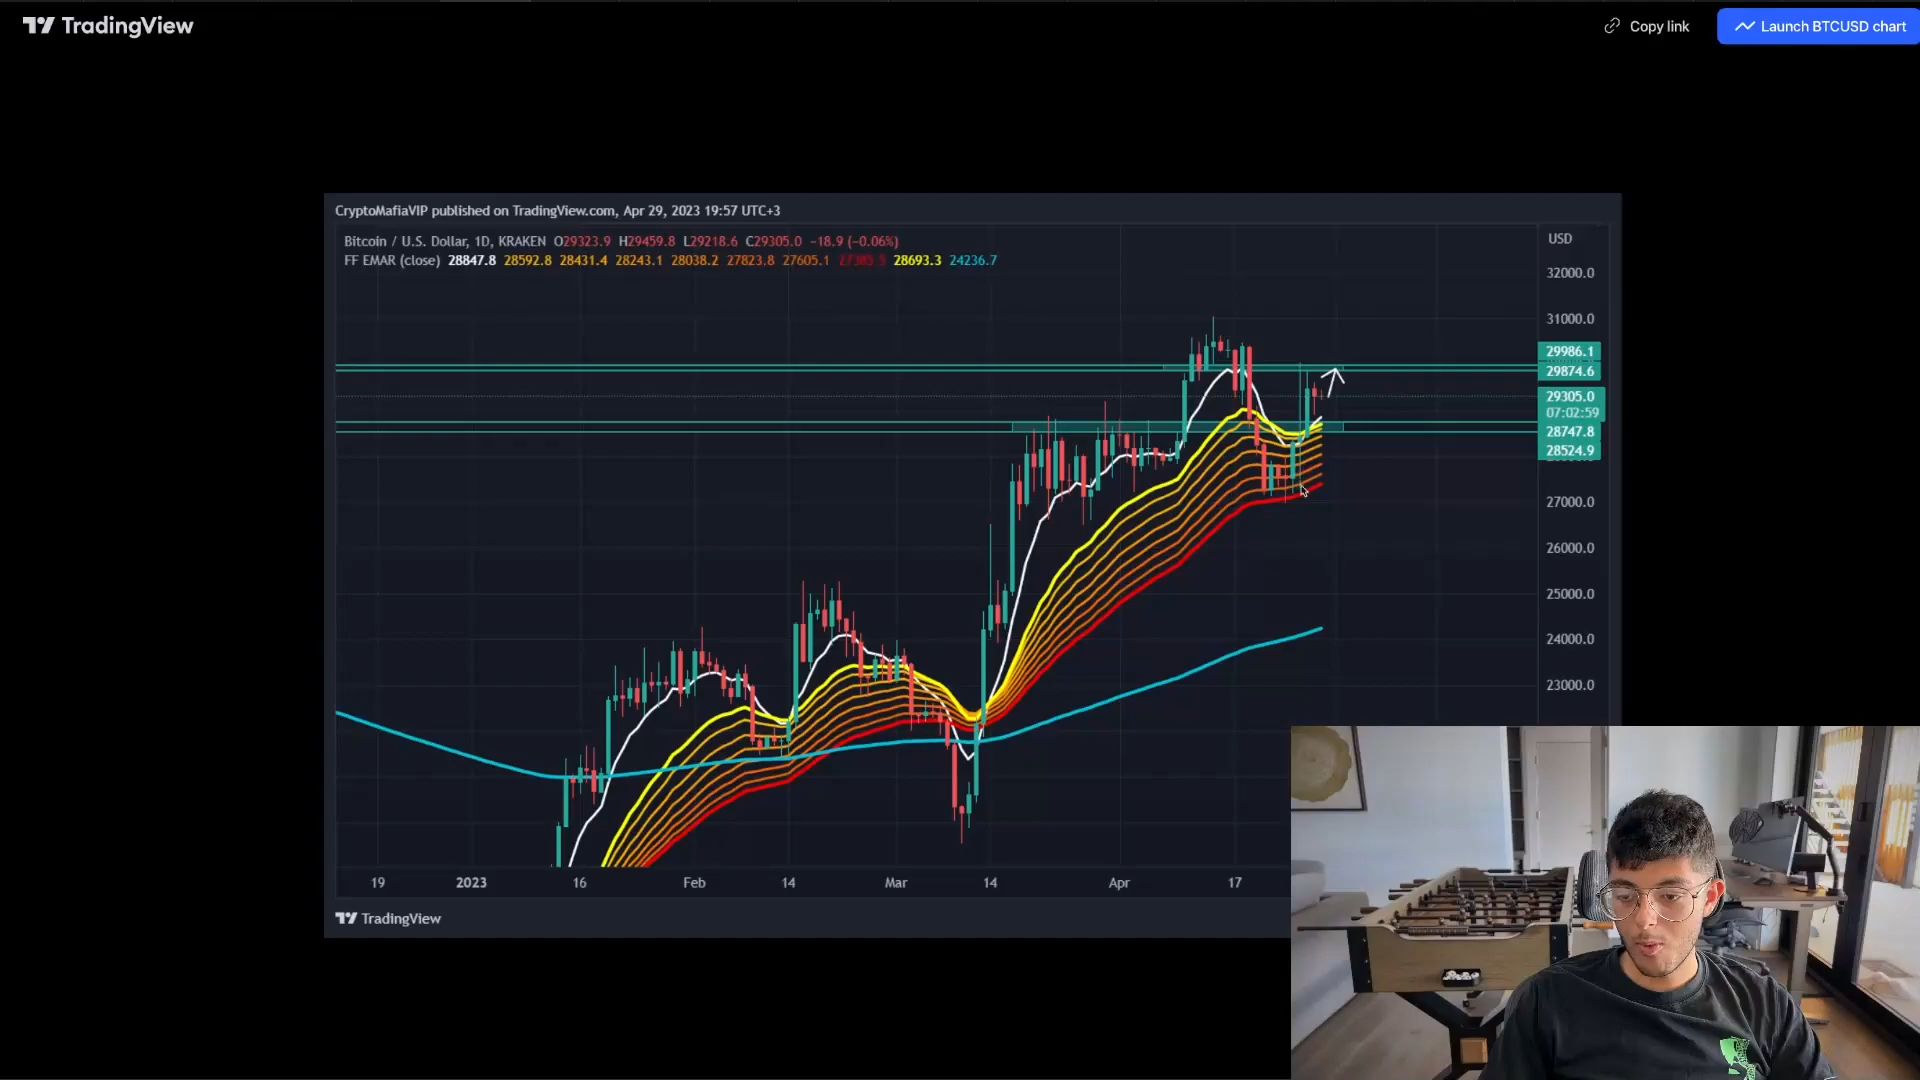 TradingView
Copy link
Launch BTCUSD chart
CryptoMafiaVIP published on TradingView.com, Apr 29, 2023 19:57 UTC+3
Bitcoin / U.S. Dollar, 1D, KRAKEN O29323.9 H29459.8 L29218.6 C29305.0 −18.9 (−0.06%)
FF EMAR (close) 28847.8 28592.8 28431.4 28243.1 28038.2 27823.8 27605.1 28693.3 24236.7
USD
32000.0
31000.0
29986.1
29874.6
29305.0
07:02:59
28747.8
28524.9
27000.0
26000.0
25000.0
24000.0
23000.0
19 2023 16 Feb 14 Mar 14 Apr 17
TradingView